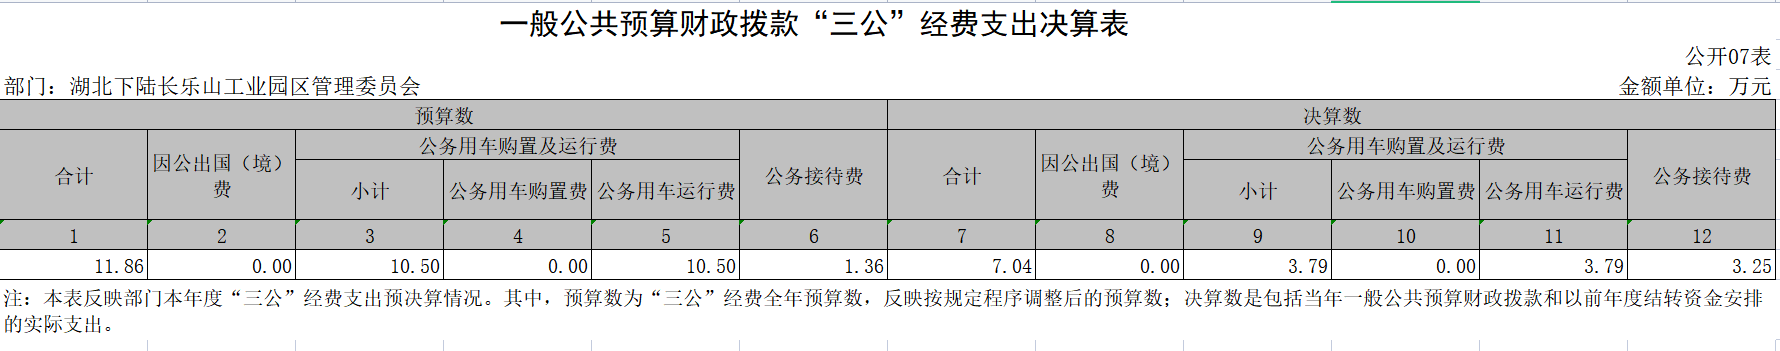 一般公共预算财政拨款“三公”经费支出决算表
公开07表
部门：湖北下陆长乐山工业园区管理委员会 金额单位：万元
预算数 决算数
合计 因公出国（境）费 公务用车购置及运行费 公务接待费 合计 因公出国（境）费 公务用车购置及运行费 公务接待费
小计 公务用车购置费 公务用车运行费 小计 公务用车购置费 公务用车运行费
1 2 3 4 5 6 7 8 9 10 11 12
11.86 0.00 10.50 0.00 10.50 1.36 7.04 0.00 3.79 0.00 3.79 3.25
注：本表反映部门本年度“三公”经费支出预决算情况。其中，预算数为“三公”经费全年预算数，反映按规定程序调整后的预算数；决算数是包括当年一般公共预算财政拨款和以前年度结转资金安排
的实际支出。